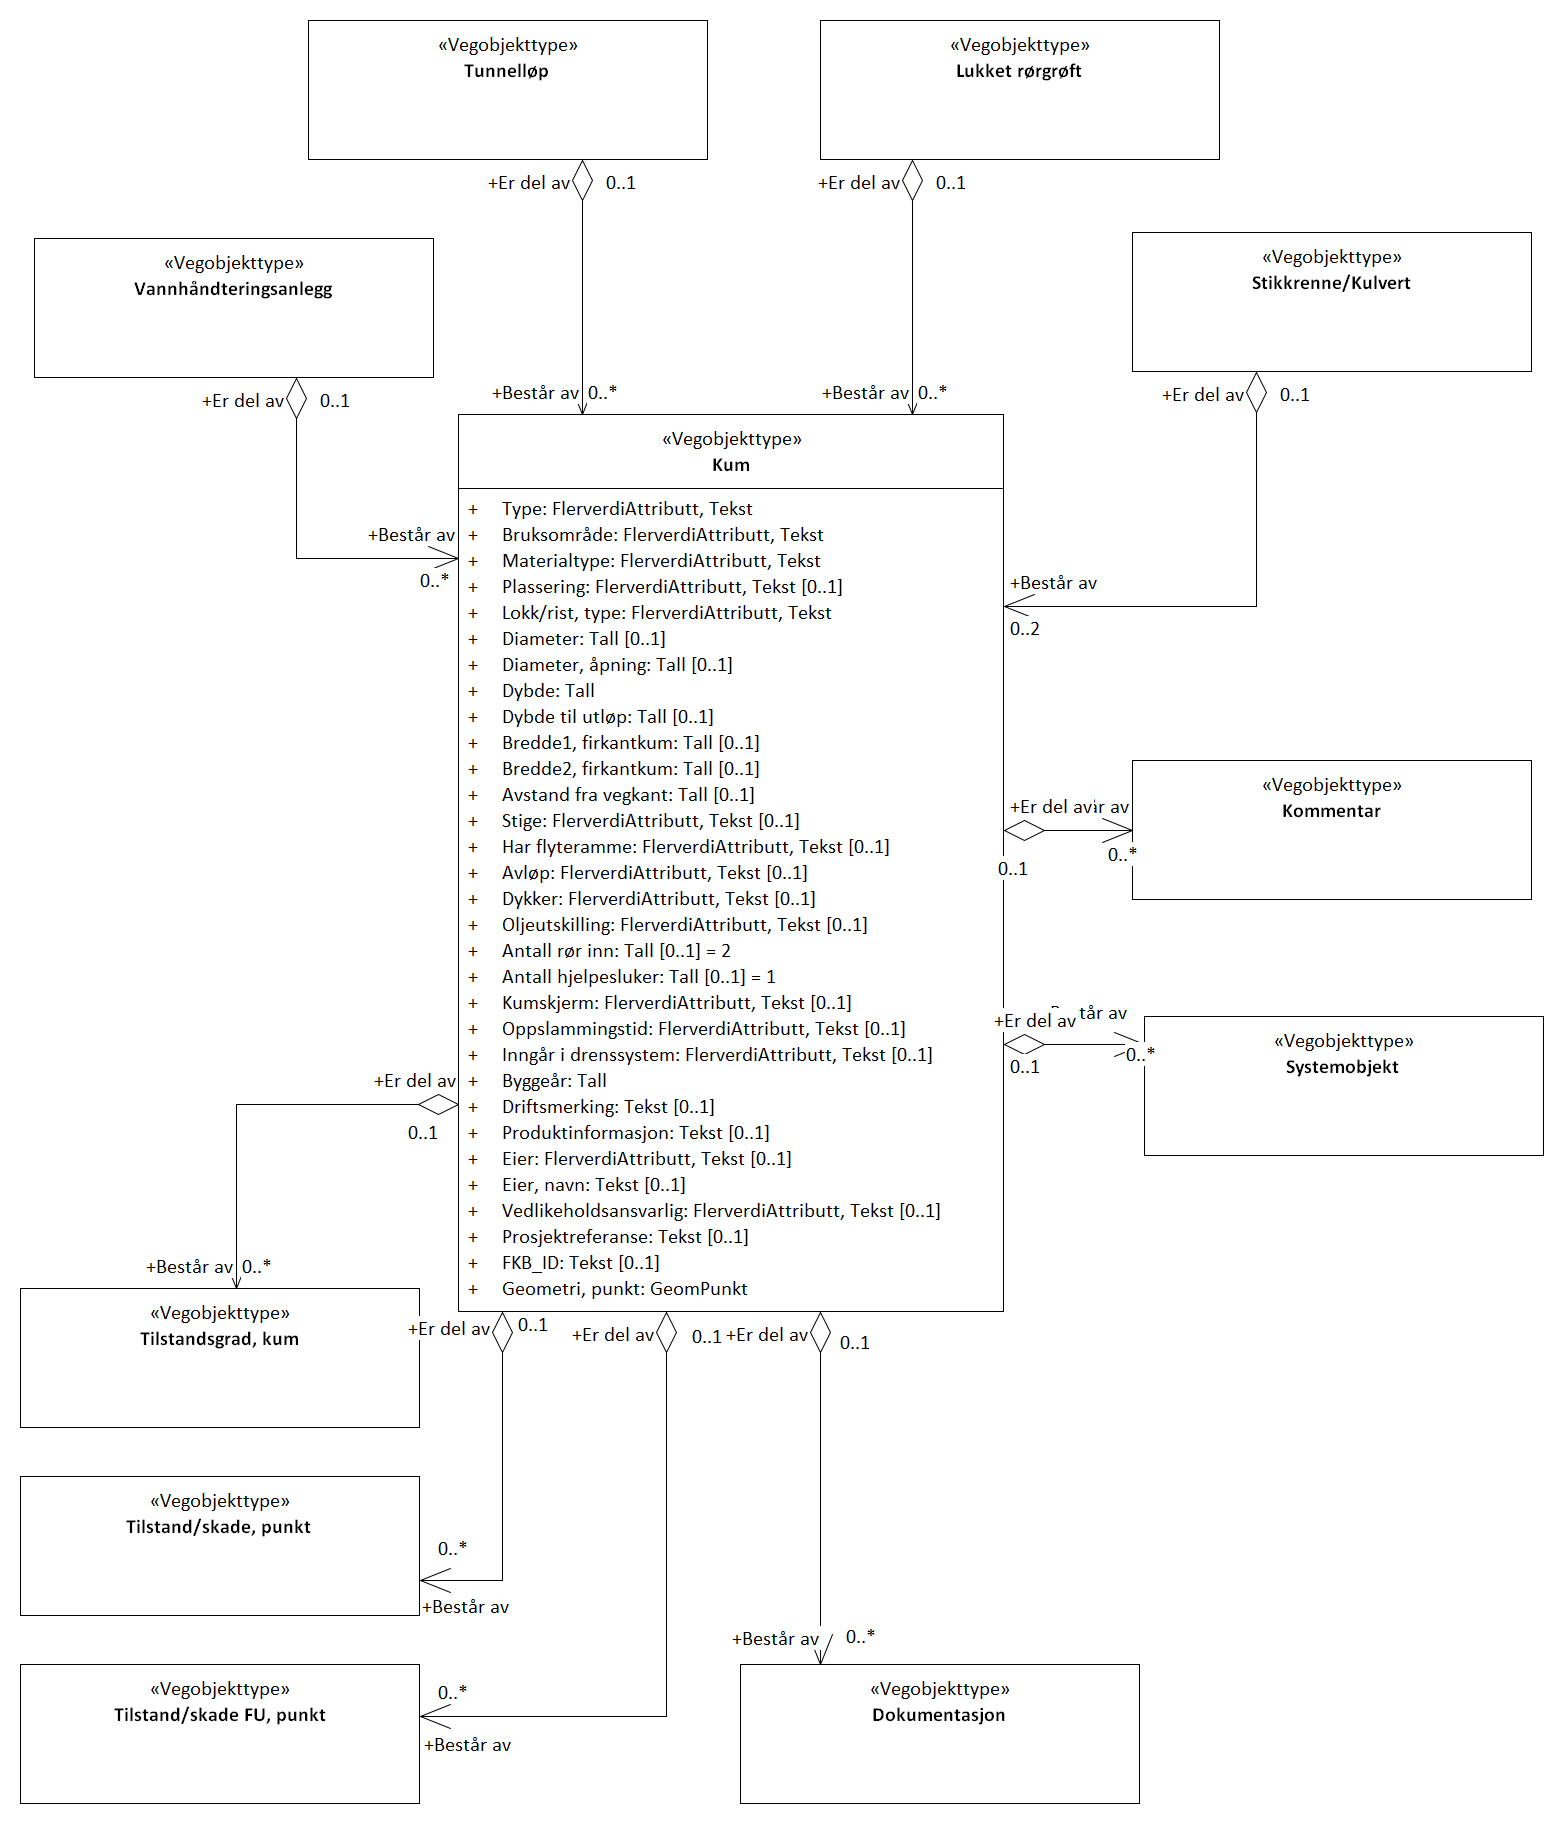 «Vegobjekttype»
Tunnelløp
«Vegobjekttype»
Lukket rørgrøft
+Er del av 0..1
+Er del av 0..1
«Vegobjekttype»
Vannhåndteringsanlegg
«Vegobjekttype»
Stikkrenne/Kulvert
+Er del av 0..1
+Er del av 0..1
+Består av 0..*
+Består av 0..*
«Vegobjekttype»
Kum
+ Type: FlerverdiAttributt, Tekst
+ Bruksområde: FlerverdiAttributt, Tekst
+ Materialtype: FlerverdiAttributt, Tekst
+ Plassering: FlerverdiAttributt, Tekst [0..1]
+ Lokk/rist, type: FlerverdiAttributt, Tekst
+ Diameter: Tall [0..1]
+ Diameter, åpning: Tall [0..1]
+ Dybde: Tall
+ Dybde til utløp: Tall [0..1]
+ Bredde1, firkantkum: Tall [0..1]
+ Bredde2, firkantkum: Tall [0..1]
+ Avstand fra vegkant: Tall [0..1]
+ Stige: FlerverdiAttributt, Tekst [0..1]
+ Har flyteramme: FlerverdiAttributt, Tekst [0..1]
+ Avløp: FlerverdiAttributt, Tekst [0..1]
+ Dykker: FlerverdiAttributt, Tekst [0..1]
+ Oljeutskilling: FlerverdiAttributt, Tekst [0..1]
+ Antall rør inn: Tall [0..1] = 2
+ Antall hjelpesluker: Tall [0..1] = 1
+ Kumskjerm: FlerverdiAttributt, Tekst [0..1]
+ Oppslammingstid: FlerverdiAttributt, Tekst [0..1]
+ Inngår i drenssystem: FlerverdiAttributt, Tekst [0..1]
+ Byggeår: Tall
+ Driftsmerking: Tekst [0..1]
+ Produktinformasjon: Tekst [0..1]
+ Eier: FlerverdiAttributt, Tekst [0..1]
+ Eier, navn: Tekst [0..1]
+ Vedlikeholdsansvarlig: FlerverdiAttributt, Tekst [0..1]
+ Prosjektreferanse: Tekst [0..1]
+ FKB_ID: Tekst [0..1]
+ Geometri, punkt: GeomPunkt
+Består av
0..*
+Består av
0..2
+Er del av
år av
0..1
0..*
«Vegobjekttype»
Kommentar
+Er del av
står av
0..1
0..*
«Vegobjekttype»
Systemobjekt
+Er del av
0..1
+Består av 0..*
«Vegobjekttype»
Tilstandsgrad, kum
+Er del av 0..1
+Er del av 0..1
+Er del av 0..1
«Vegobjekttype»
Tilstand/skade, punkt
0..*
+Består av
«Vegobjekttype»
Tilstand/skade FU, punkt
0..*
+Består av
+Består av 0..*
«Vegobjekttype»
Dokumentasjon